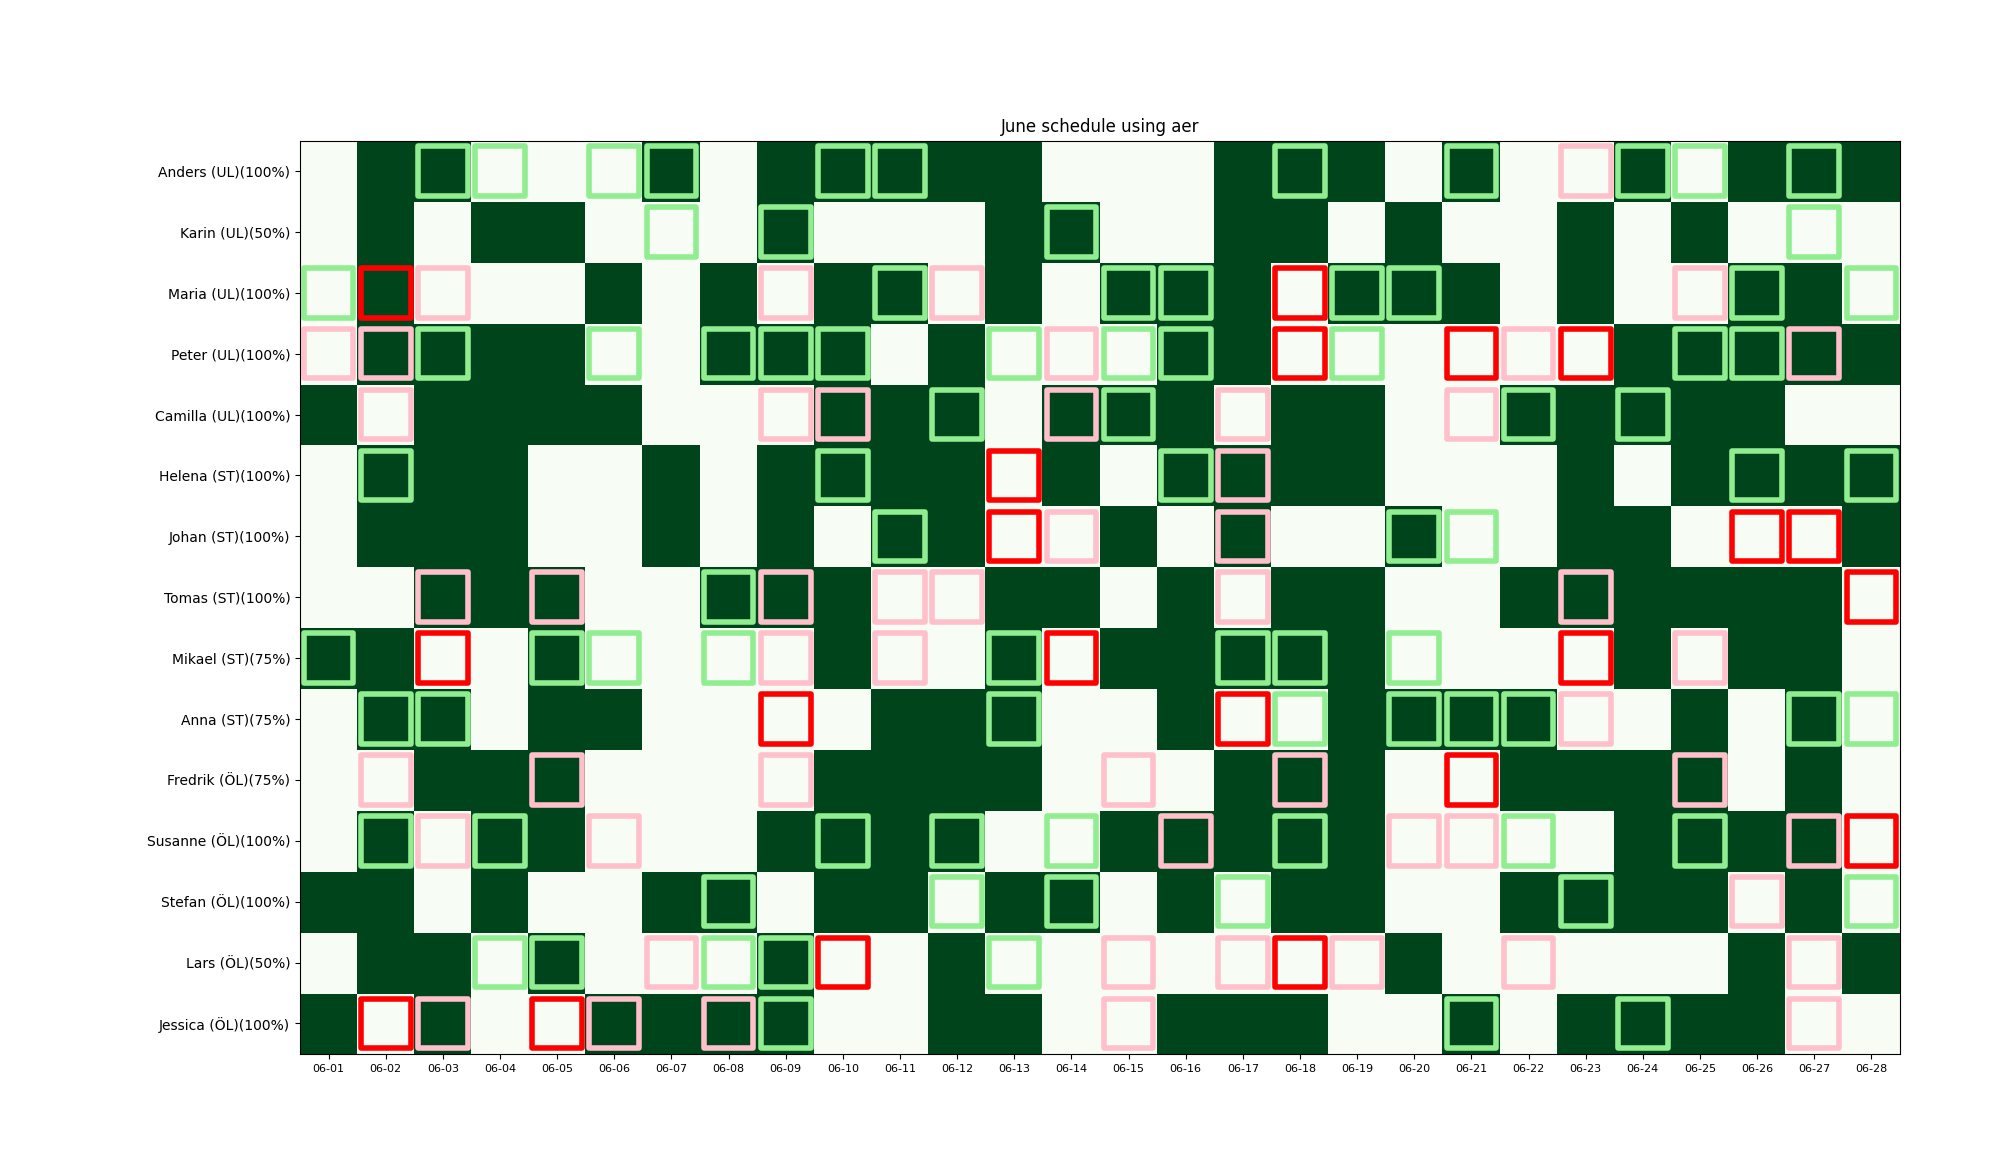 June schedule using aer
Anders (UL)(100%)
Karin (UL)(50%)
Maria (UL)(100%)
Peter (UL)(100%)
Camilla (UL)(100%)
Helena (ST)(100%)
Johan (ST)(100%)
Tomas (ST)(100%)
Mikael (ST)(75%)
Anna (ST)(75%)
Fredrik (ÖL)(75%)
Susanne (ÖL)(100%)
Stefan (ÖL)(100%)
Lars (ÖL)(50%)
Jessica (ÖL)(100%)
06-01 06-02 06-03 06-04 06-05 06-06 06-07 06-08 06-09 06-10 06-11 06-12 06-13 06-14 06-15 06-16 06-17 06-18 06-19 06-20 06-21 06-22 06-23 06-24 06-25 06-26 06-27 06-28